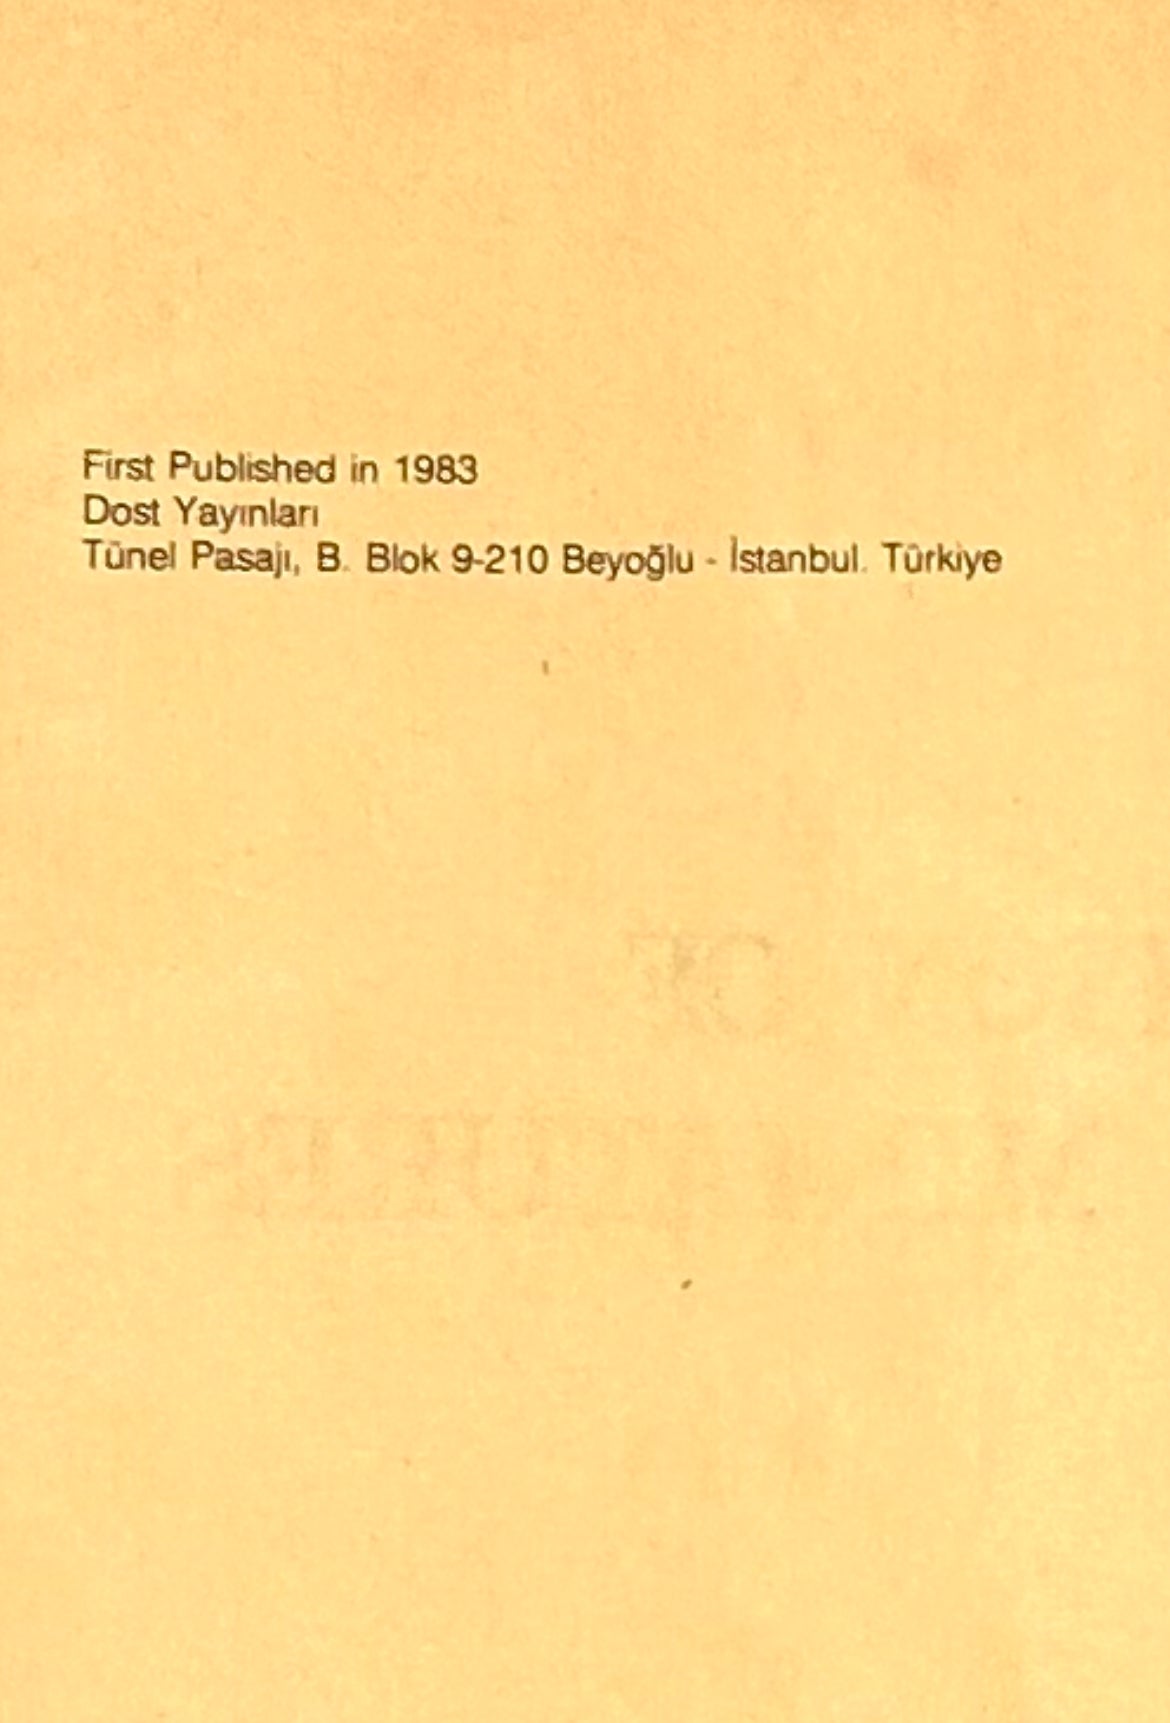 First Published in 1983
Dost Yayınları
Tünel Pasajı, B. Blok 9-210 Beyoğlu - İstanbul. Türkiye